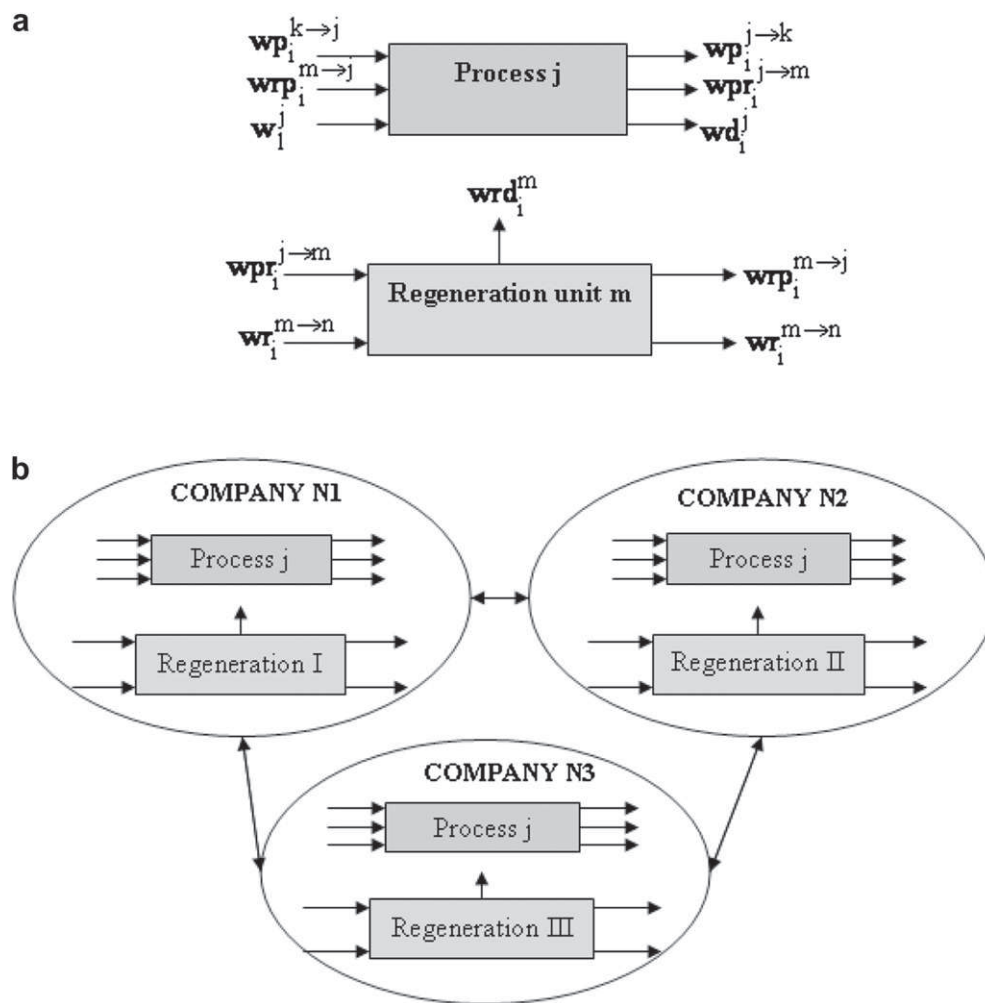 a
wp_i^{k→j}
wrp_i^{m→j}
w_1^j
Process j
wp_i^{j→k}
wpr_i^{j→m}
wd_i^j
wrd_i^m
wpr_i^{j→m}
wr_i^{m→n}
Regeneration unit m
wrp_i^{m→j}
wr_i^{m→n}
b
COMPANY N1
Process j
Regeneration I
COMPANY N2
Process j
Regeneration II
COMPANY N3
Process j
Regeneration III